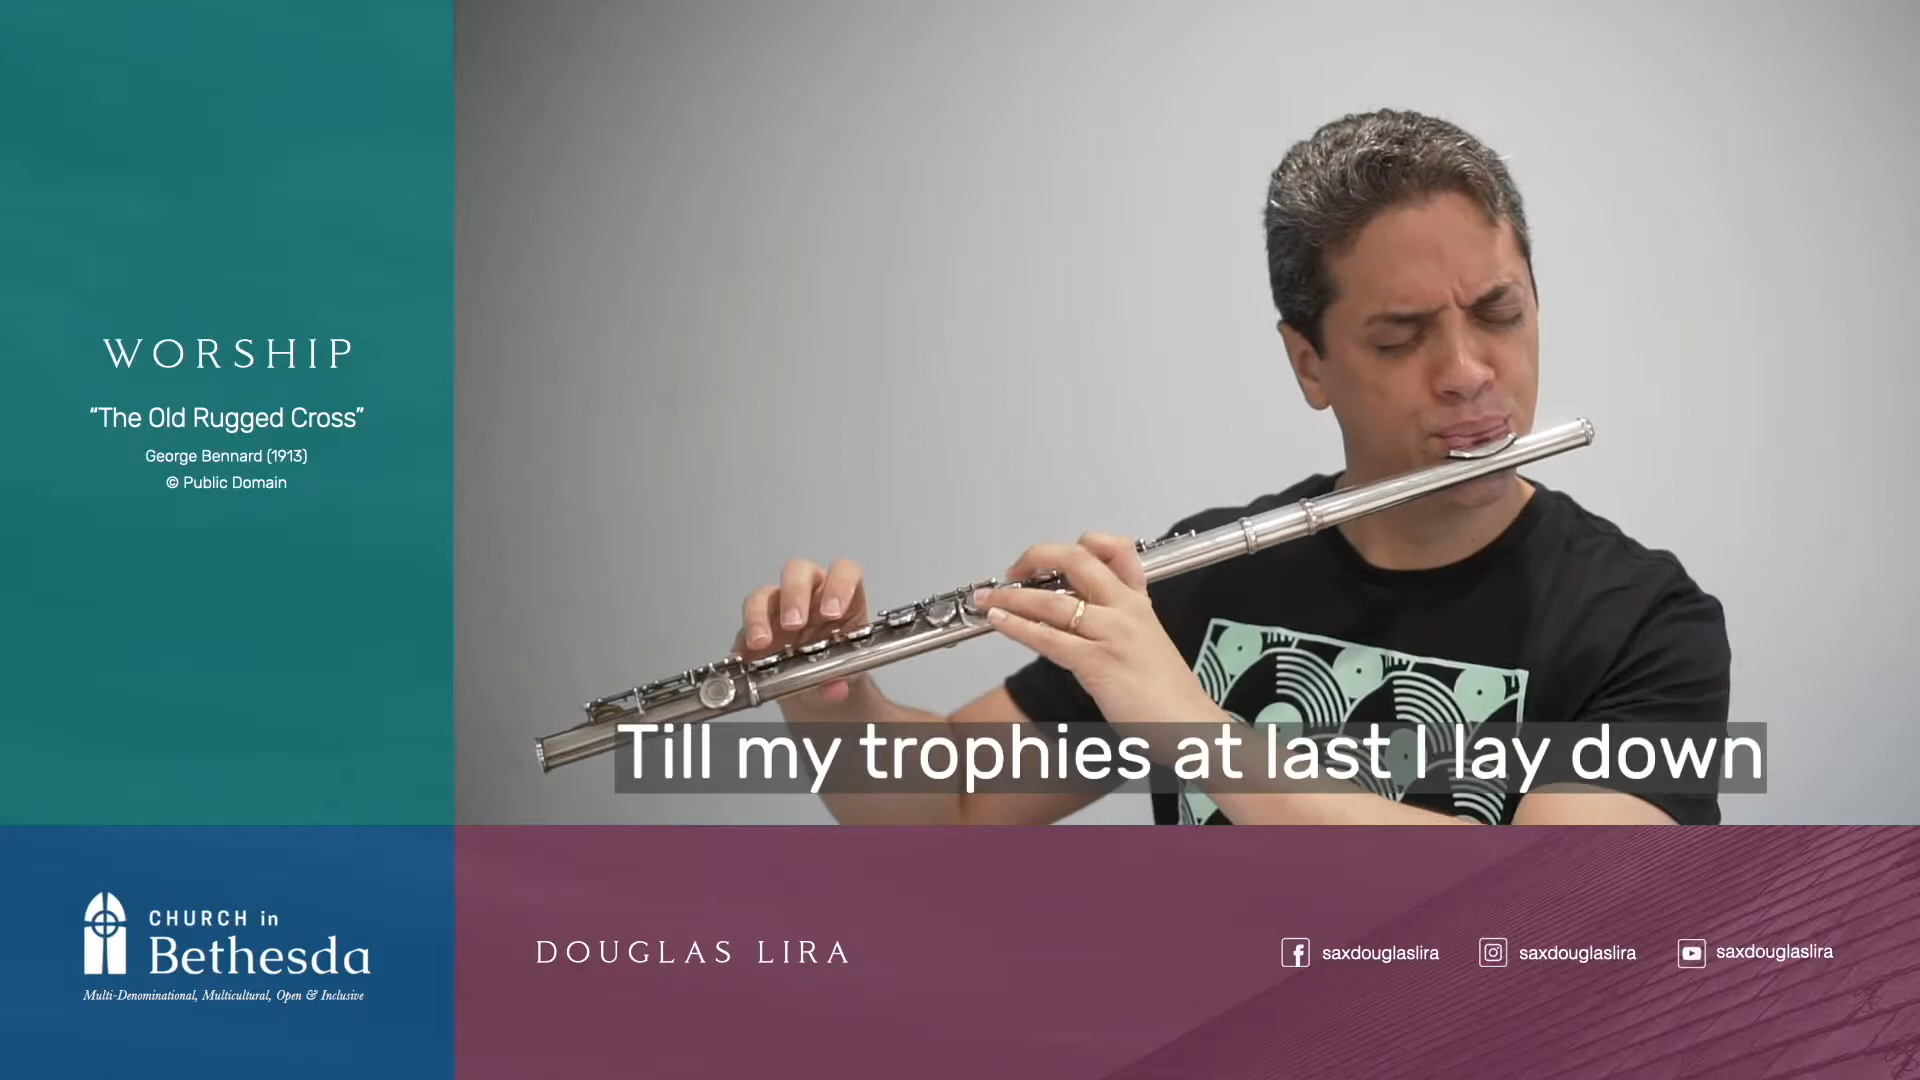 WORSHIP
“The Old Rugged Cross”
George Bennard (1913)
© Public Domain
Till my trophies at last I lay down
CHURCH in
Bethesda
Multi-Denominational, Multicultural, Open & Inclusive
DOUGLAS LIRA
saxdouglaslira
saxdouglaslira
saxdouglaslira